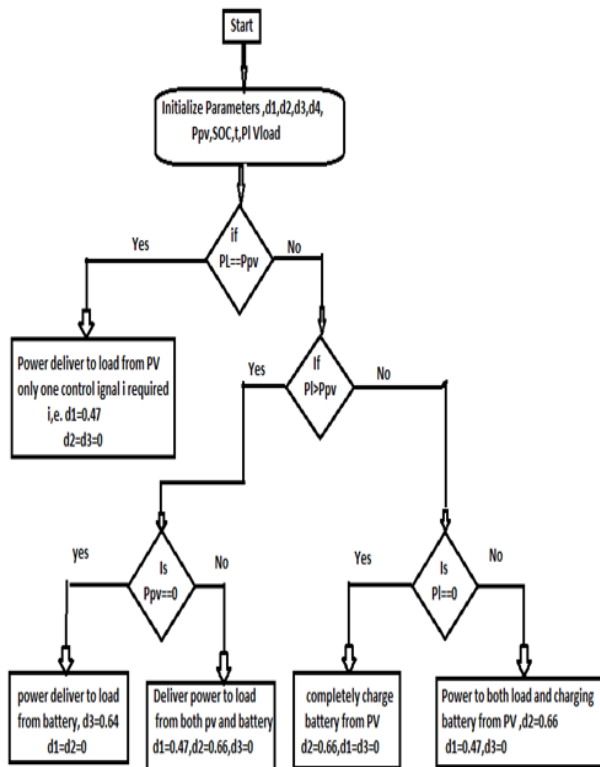 Start
Initialize Parameters ,d1,d2,d3,d4,
Ppv,SOC,t,Pl Vload
if
PL==Ppv
Yes
No
Power deliver to load from PV
only one control ignal i required
i,e. d1=0.47
d2=d3=0
If
Pl>Ppv
Yes
No
Is
Ppv==0
yes
No
Is
Pl==0
Yes
No
power deliver to load
from battery, d3=0.64
d1=d2=0
Deliver power to load
from both pv and battery
d1=0.47,d2=0.66,d3=0
completely charge
battery from PV
d2=0.66,d1=d3=0
Power to both load and charging
battery from PV ,d2=0.66
d1=0.47,d3=0